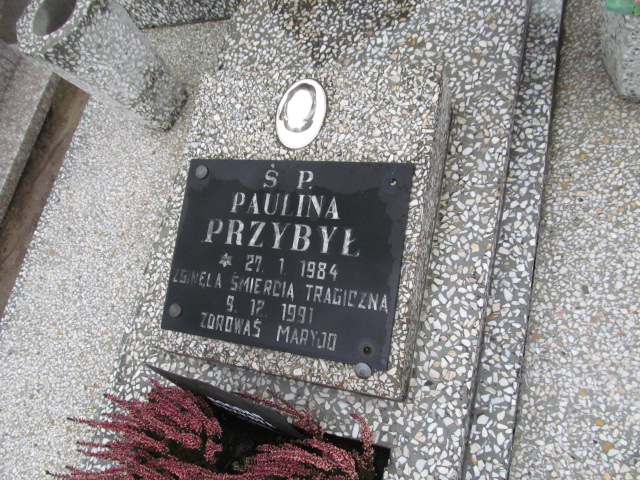 Ś P.
PAULINA
PRZYBYŁ
* 27. 1. 1984
ZGINĘŁA ŚMIERCIĄ TRAGICZNĄ
9. 12. 1991
ZDROWAŚ MARYJO